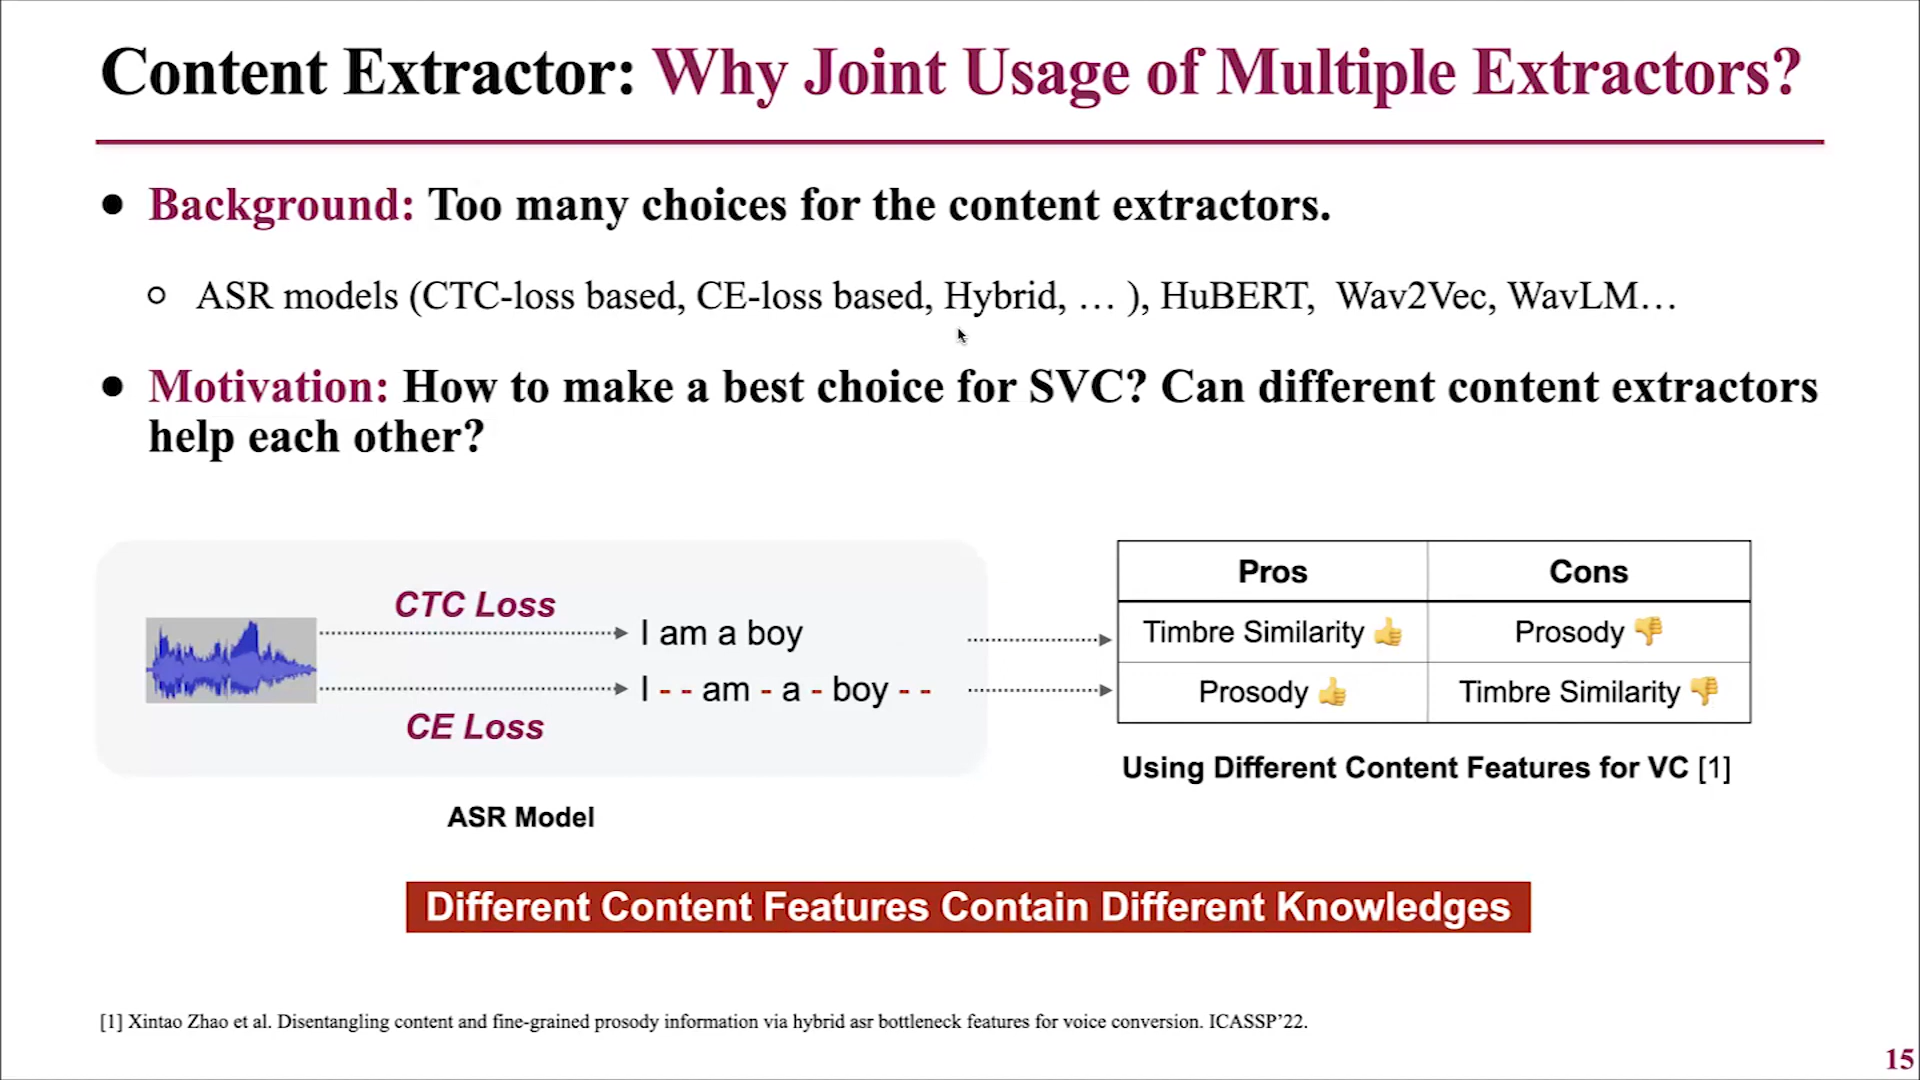 Content Extractor: Why Joint Usage of Multiple Extractors?
● Background: Too many choices for the content extractors.
○ ASR models (CTC-loss based, CE-loss based, Hybrid, … ), HuBERT, Wav2Vec, WavLM…
● Motivation: How to make a best choice for SVC? Can different content extractors
help each other?
CTC Loss
I am a boy
I - - am - a - boy - -
CE Loss
ASR Model
Pros Cons
Timbre Similarity 👍 Prosody 👎
Prosody 👍 Timbre Similarity 👎
Using Different Content Features for VC [1]
Different Content Features Contain Different Knowledges
[1] Xintao Zhao et al. Disentangling content and fine-grained prosody information via hybrid asr bottleneck features for voice conversion. ICASSP’22.
15